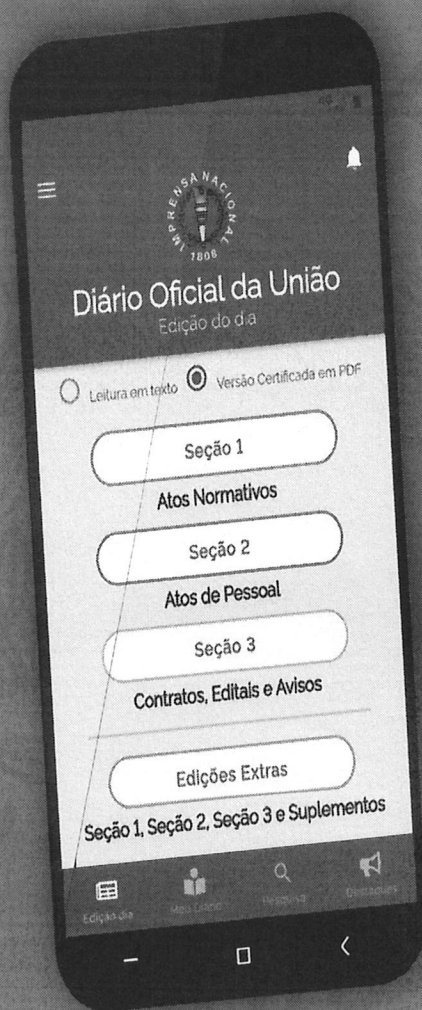 IMPRENSA NACIONAL
1808
Diário Oficial da União
Edição do dia
Leitura em texto Versão Certificada em PDF
Seção 1
Atos Normativos
Seção 2
Atos de Pessoal
Seção 3
Contratos, Editais e Avisos
Edições Extras
Seção 1, Seção 2, Seção 3 e Suplementos
Edição dia Meu Diário Pesquisa Destaques